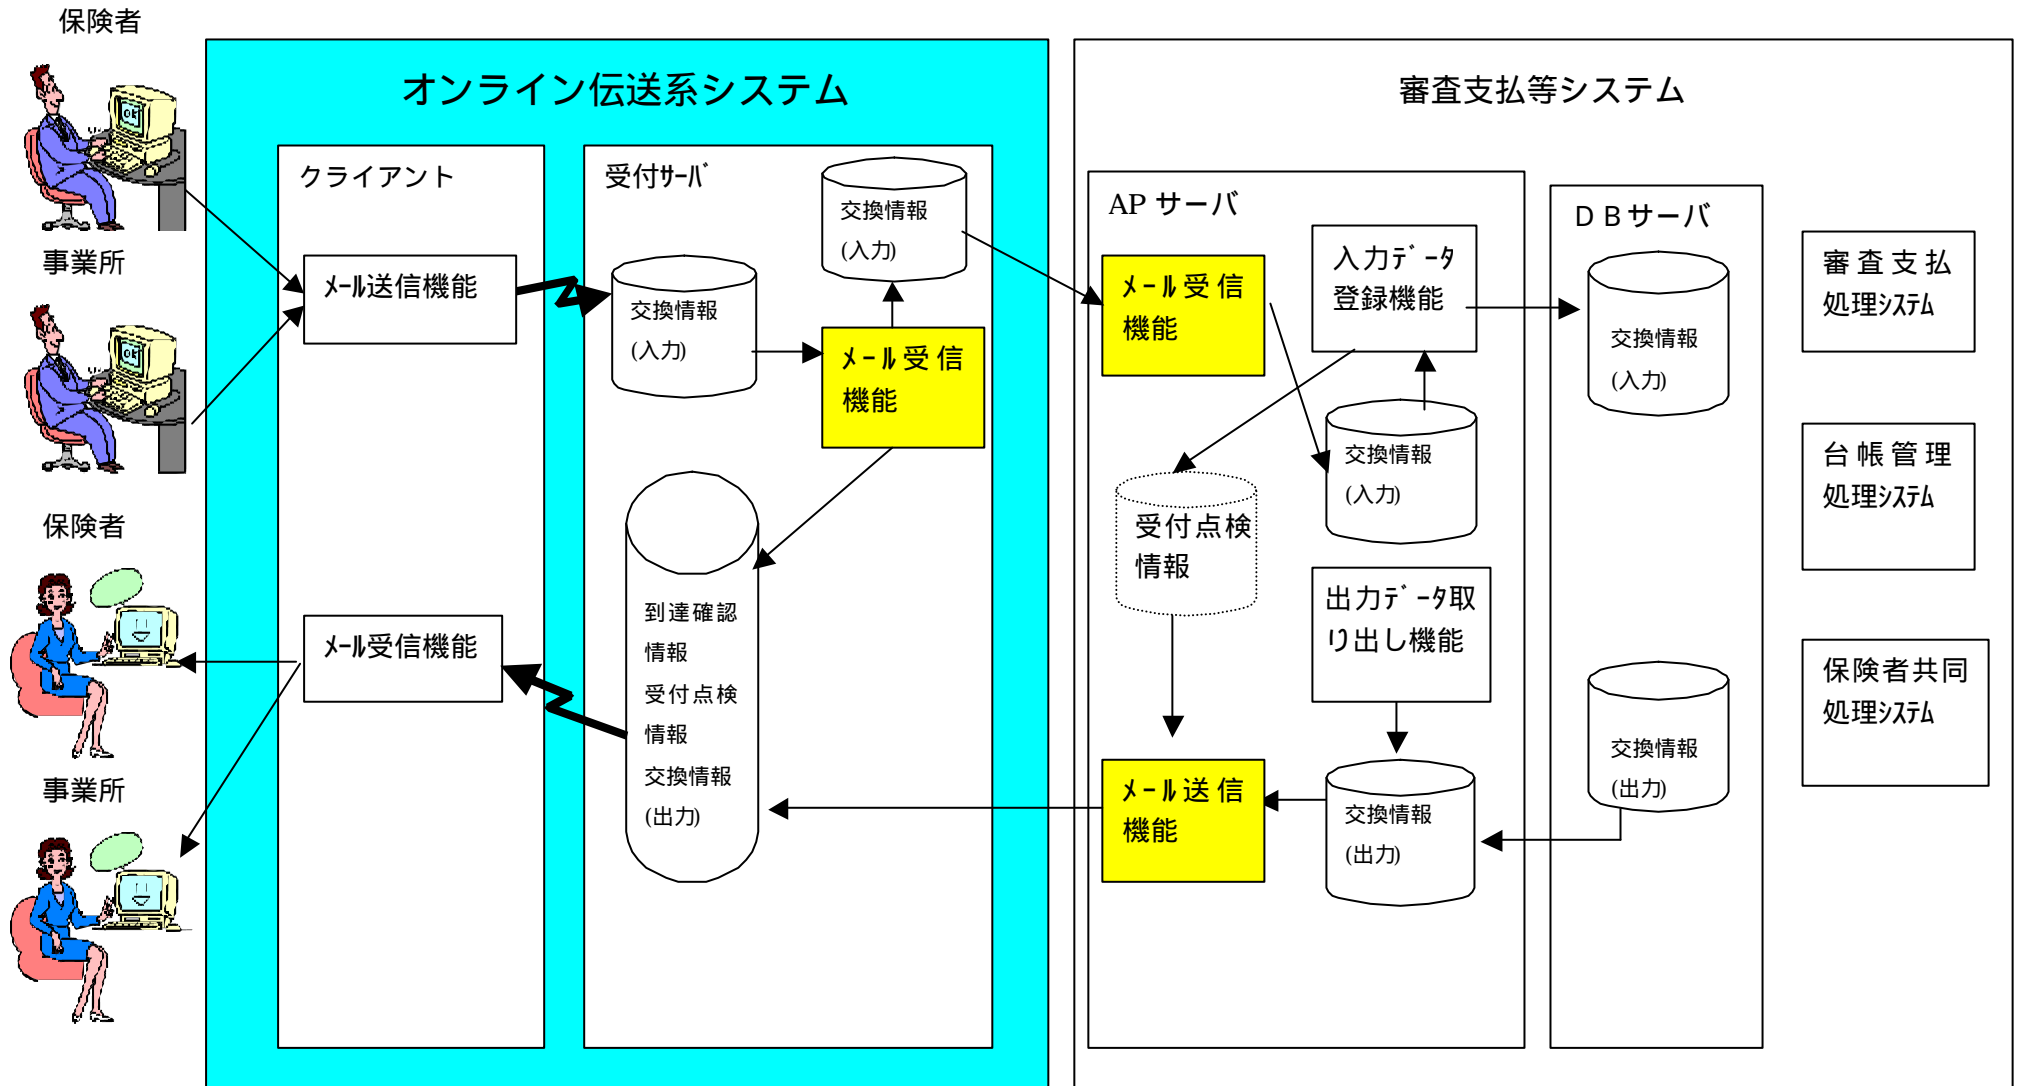 保険者
オンライン伝送系システム
審査支払等システム
クライアント
受付ｻｰﾊﾞ
交換情報
(入力)
APサーバ
ＤＢサーバ
事業所
ﾒｰﾙ送信機能
交換情報
(入力)
ﾒｰﾙ受信
機能
ﾒｰﾙ受信
機能
入力ﾃﾞｰﾀ
登録機能
交換情報
(入力)
審査支払
処理ｼｽﾃﾑ
交換情報
(入力)
台帳管理
処理ｼｽﾃﾑ
受付点検
情報
保険者
ﾒｰﾙ受信機能
到達確認
情報
受付点検
情報
交換情報
(出力)
出力ﾃﾞｰﾀ取
り出し機能
保険者共同
処理ｼｽﾃﾑ
事業所
ﾒｰﾙ送信
機能
交換情報
(出力)
交換情報
(出力)
ok
ok